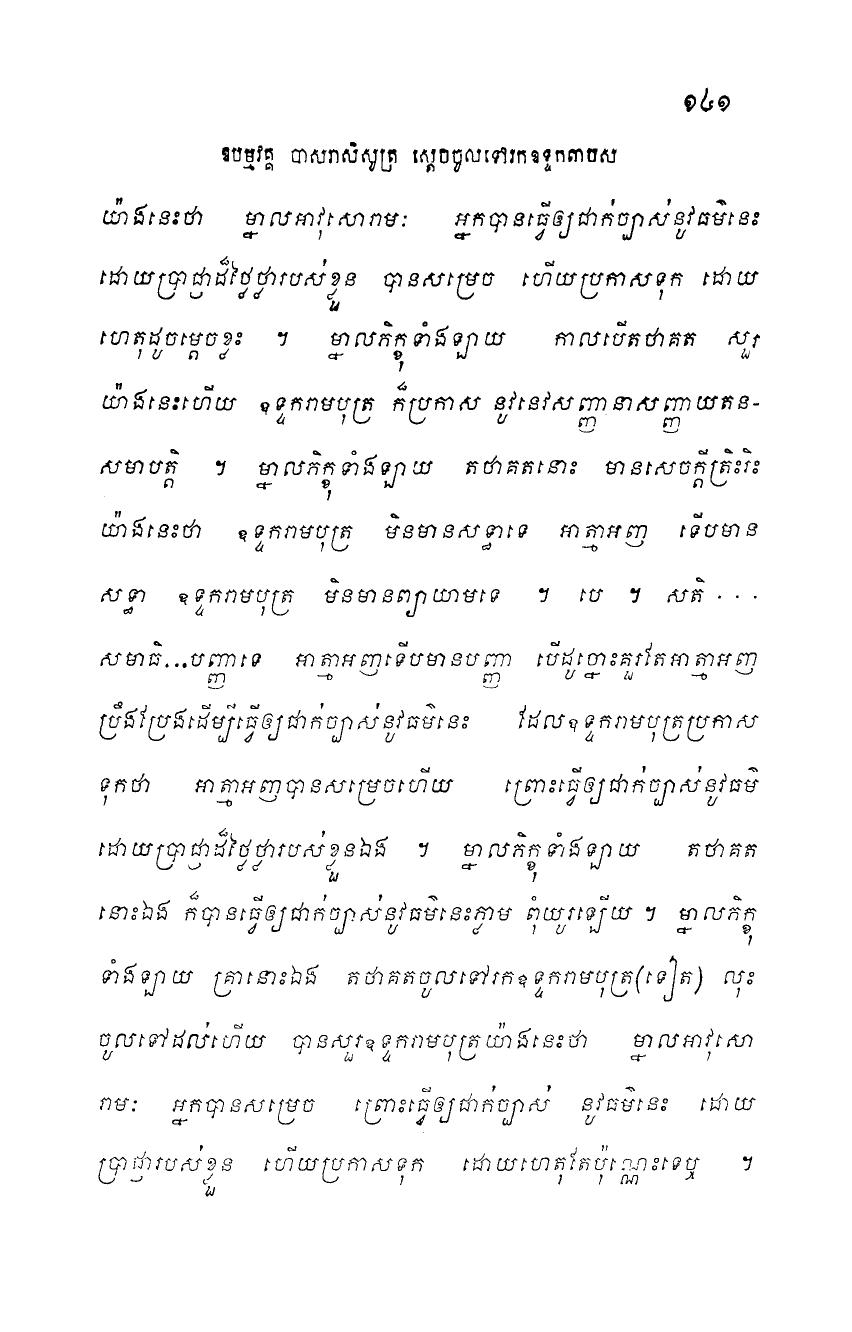 ១៤១
ឱបម្មវគ្គ បាសរាសិសូត្រ ស្តេចចូលទៅរកឧទ្ទកតាបស
យ៉ាងនេះថា ម្នាលអាវុសោរាមៈ អ្នកបានធ្វើឲ្យជាក់ច្បាស់នូវធម៌នេះ
ដោយប្រាជ្ញាដ៏ថ្លៃថ្លារបស់ខ្លួន បានសម្រេច ហើយប្រកាសទុក ដោយ
ហេតុដូចម្តេចខ្លះ ។ ម្នាលភិក្ខុទាំងឡាយ កាលបើតថាគត សួរ
យ៉ាងនេះហើយ ឧទ្ទករាមបុត្រ ក៏ប្រកាស នូវនេវសញ្ញានាសញ្ញាយតន-
សមាបត្តិ ។ ម្នាលភិក្ខុទាំងឡាយ តថាគតនោះ មានសេចក្តីត្រិះរិះ
យ៉ាងនេះថា ឧទ្ទករាមបុត្រ មិនមានសទ្ធាទេ អាត្មាអញ ទើបមាន
សទ្ធា ឧទ្ទករាមបុត្រ មិនមានព្យាយាមទេ ។ បេ ។ សតិ . . .
សមាធិ...បញ្ញាទេ អាត្មាអញទើបមានបញ្ញា បើដូច្នោះគួរតែអាត្មាអញ
ប្រឹងប្រែងដើម្បីធ្វើឲ្យជាក់ច្បាស់នូវធម៌នេះ ដែលឧទ្ទករាមបុត្រប្រកាស
ទុកថា អាត្មាអញបានសម្រេចហើយ ព្រោះធ្វើឲ្យជាក់ច្បាស់នូវធម៌
ដោយប្រាជ្ញាដ៏ថ្លៃថ្លារបស់ខ្លួនឯង ។ ម្នាលភិក្ខុទាំងឡាយ តថាគត
នោះឯង ក៏បានធ្វើឲ្យជាក់ច្បាស់នូវធម៌នេះភ្លាម ពុំយូរឡើយ ។ ម្នាលភិក្ខុ
ទាំងឡាយ គ្រានោះឯង តថាគតចូលទៅរកឧទ្ទករាមបុត្រ(ទៀត) លុះ
ចូលទៅដល់ហើយ បានសួរឧទ្ទករាមបុត្រយ៉ាងនេះថា ម្នាលអាវុសោ
រាមៈ អ្នកបានសម្រេច ព្រោះធ្វើឲ្យជាក់ច្បាស់ នូវធម៌នេះ ដោយ
ប្រាជ្ញារបស់ខ្លួន ហើយប្រកាសទុក ដោយហេតុតែប៉ុណ្ណេះទេឬ ។